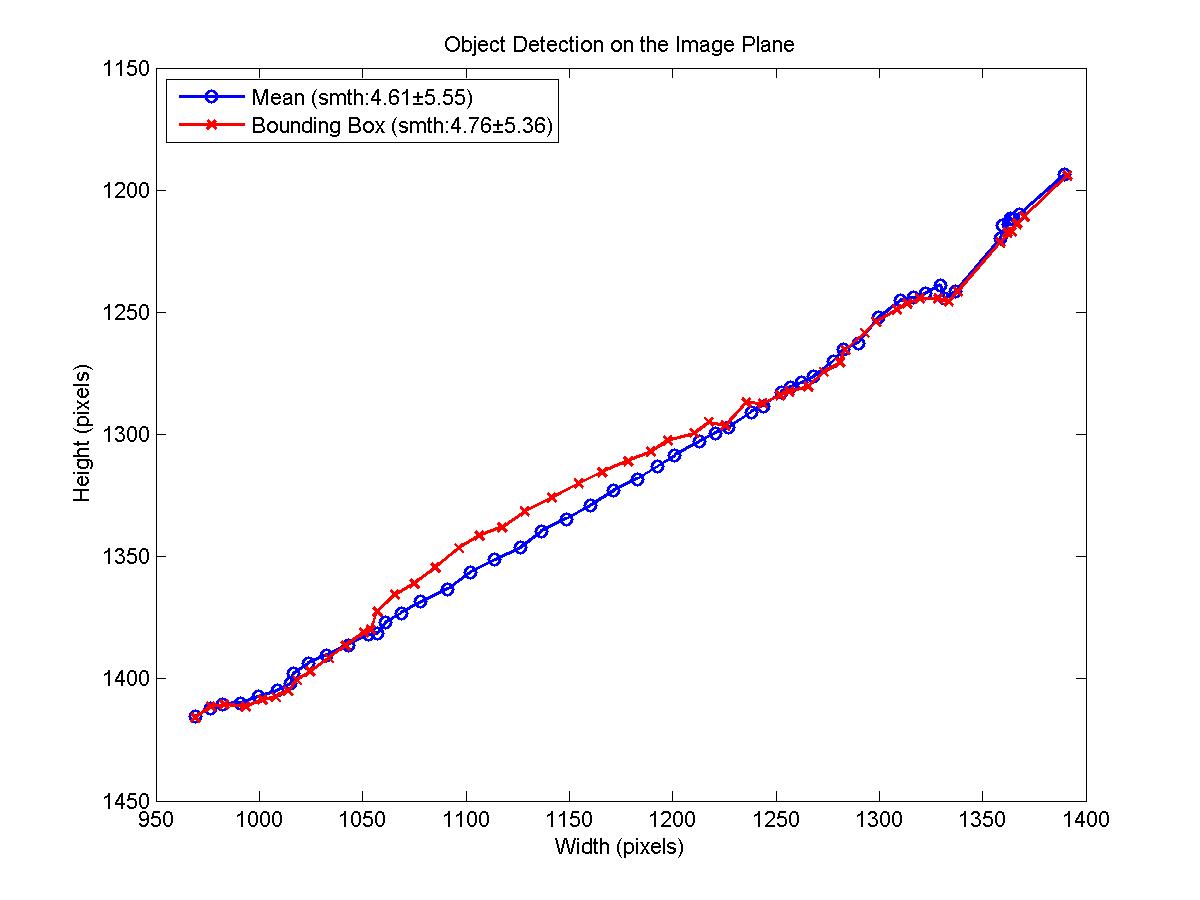 Object Detection on the Image Plane
Mean (smth:4.61±5.55)
Bounding Box (smth:4.76±5.36)
Height (pixels)
1150
1200
1250
1300
1350
1400
1450
950 1000 1050 1100 1150 1200 1250 1300 1350 1400
Width (pixels)